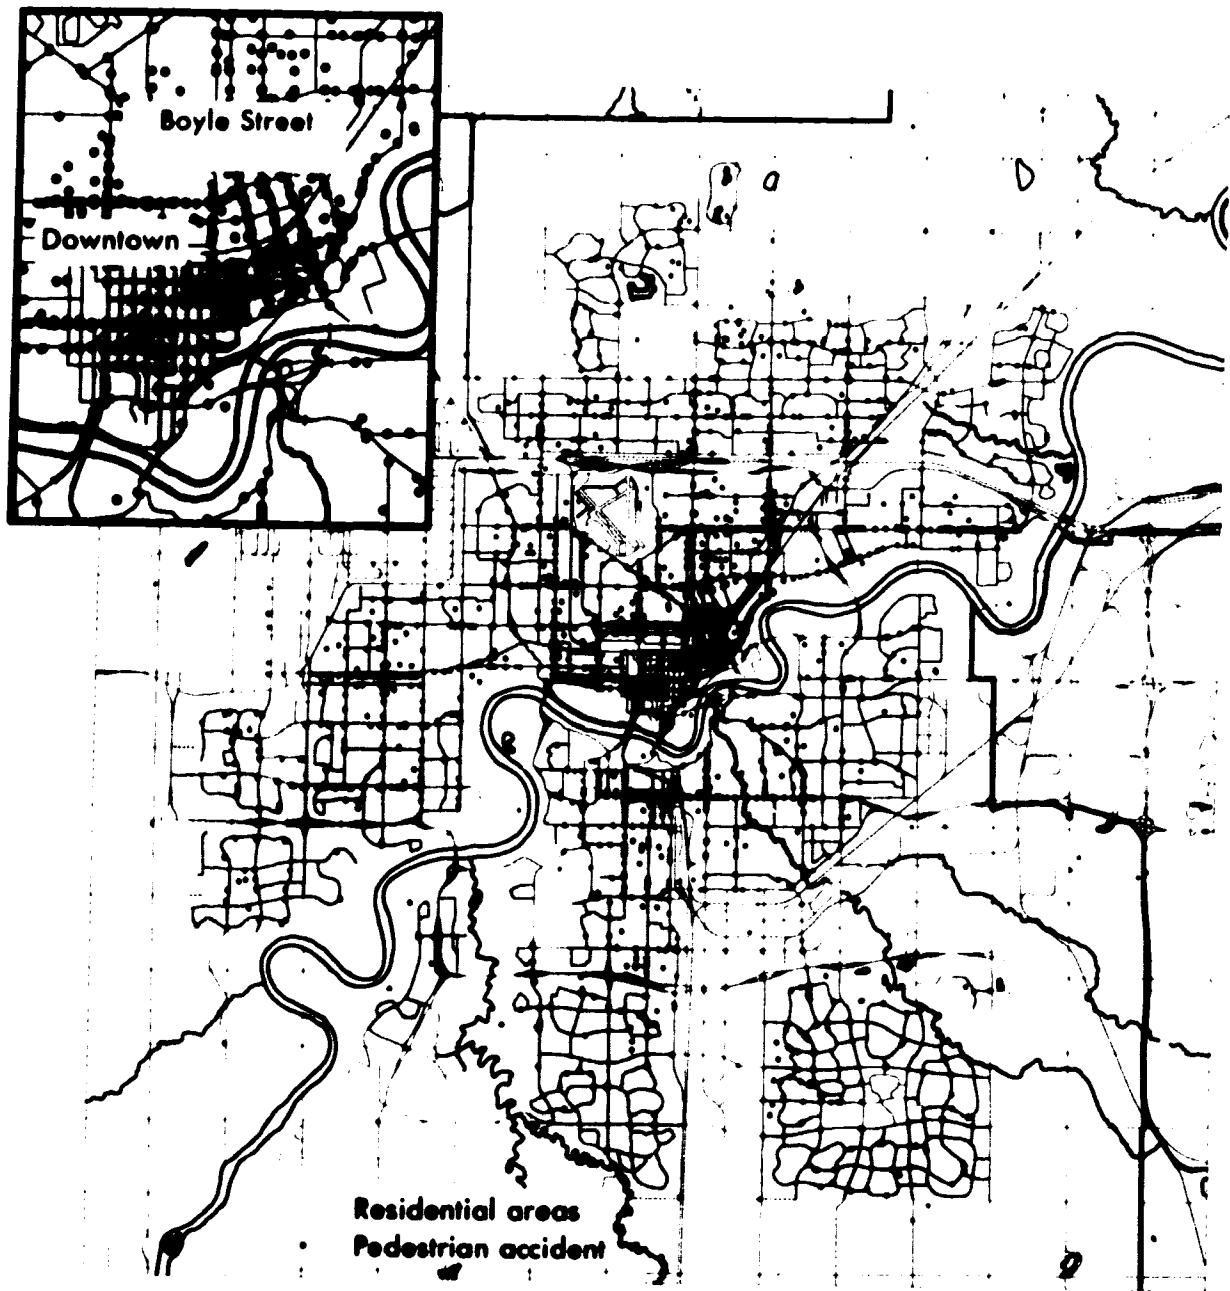 Boyle Street
Downtown
Residential areas
Pedestrian accident